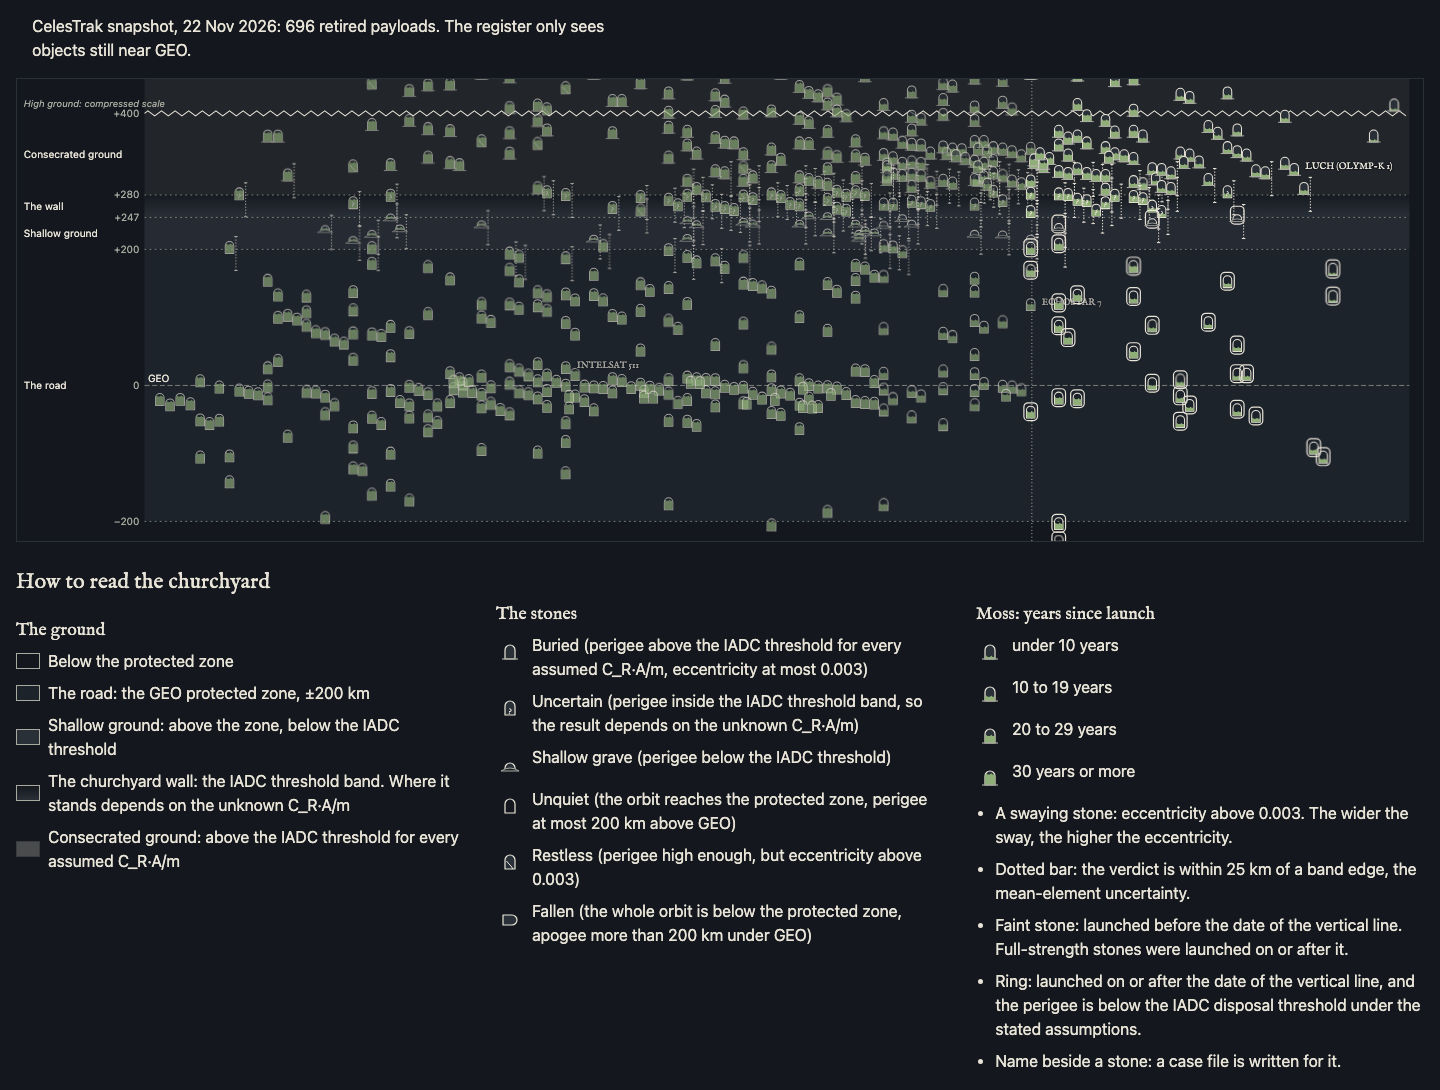 CelesTrak snapshot, 22 Nov 2026: 696 retired payloads. The register only sees
objects still near GEO.
High ground: compressed scale
+400
Consecrated ground
LUCH (OLYMP-K 1)
+280
The wall
+247
Shallow ground
+200
ECHOSTAR 7
INTELSAT 511
GEO
The road
0
−200
How to read the churchyard
The ground
Below the protected zone
The road: the GEO protected zone, ±200 km
Shallow ground: above the zone, below the IADC
threshold
The churchyard wall: the IADC threshold band. Where it
stands depends on the unknown C_R·A/m
Consecrated ground: above the IADC threshold for every
assumed C_R·A/m
The stones
Buried (perigee above the IADC threshold for every
assumed C_R·A/m, eccentricity at most 0.003)
Uncertain (perigee inside the IADC threshold band, so
the result depends on the unknown C_R·A/m)
Shallow grave (perigee below the IADC threshold)
Unquiet (the orbit reaches the protected zone, perigee
at most 200 km above GEO)
Restless (perigee high enough, but eccentricity above
0.003)
Fallen (the whole orbit is below the protected zone,
apogee more than 200 km under GEO)
Moss: years since launch
under 10 years
10 to 19 years
20 to 29 years
30 years or more
• A swaying stone: eccentricity above 0.003. The wider the
sway, the higher the eccentricity.
• Dotted bar: the verdict is within 25 km of a band edge, the
mean-element uncertainty.
• Faint stone: launched before the date of the vertical line.
Full-strength stones were launched on or after it.
• Ring: launched on or after the date of the vertical line, and
the perigee is below the IADC disposal threshold under the
stated assumptions.
• Name beside a stone: a case file is written for it.